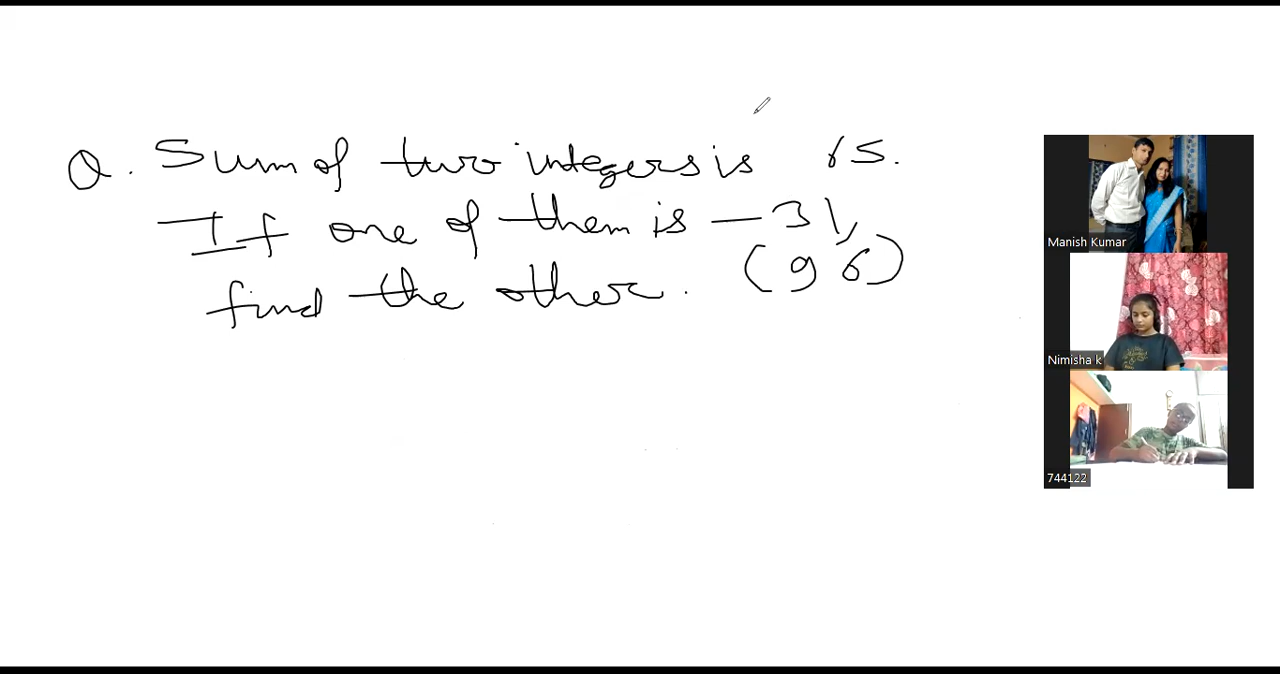 Q. Sum of two integers is 65.
If one of them is -31,
find the other. (96)
Manish Kumar
Nimisha k
744122